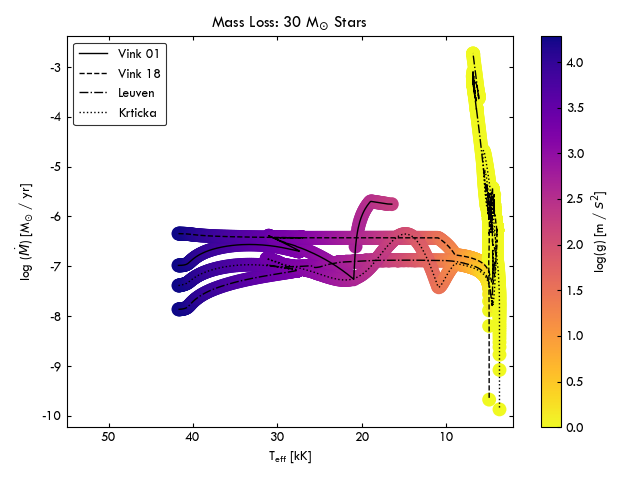 Mass Loss: 30 M☉ Stars
Vink 01
Vink 18
Leuven
Krticka
-3
-4
-5
-6
-7
-8
-9
-10
log (Ṁ) [M☉ / yr]
50
40
30
20
10
T_eff [kK]
4.0
3.5
3.0
2.5
2.0
1.5
1.0
0.5
0.0
log(g) [m / s²]